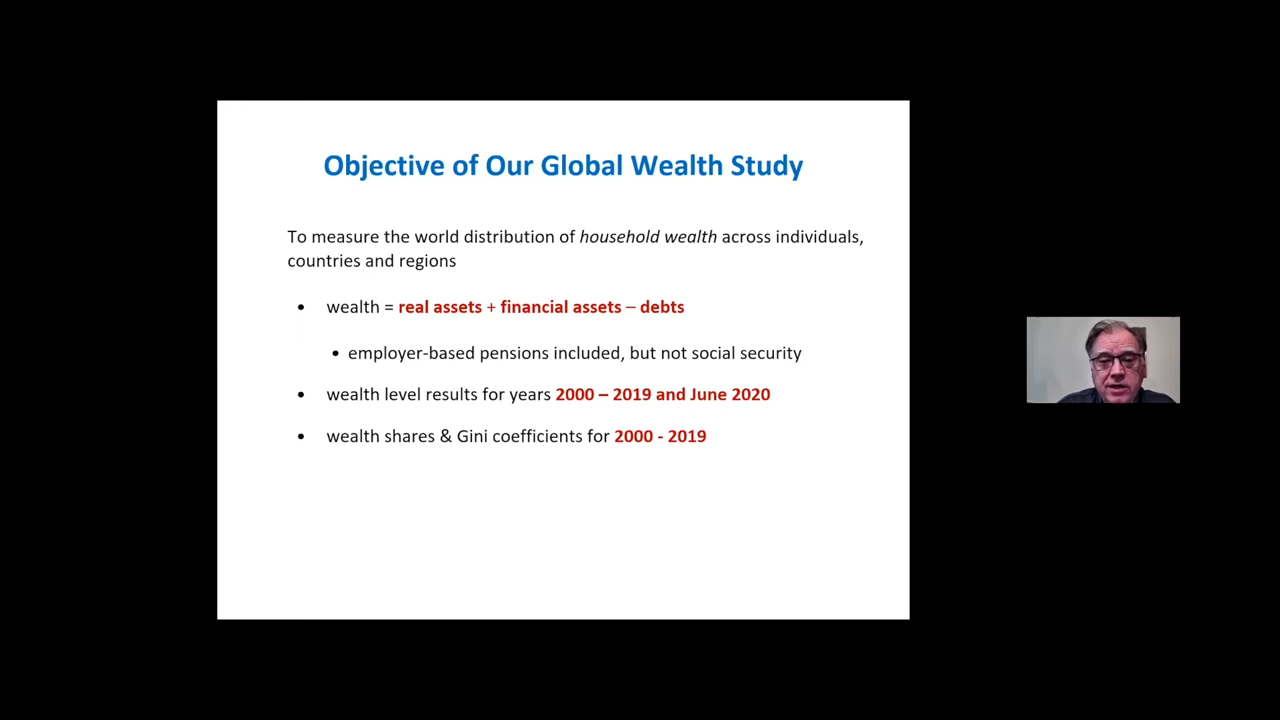 Objective of Our Global Wealth Study
To measure the world distribution of household wealth across individuals,
countries and regions
• wealth = real assets + financial assets – debts
• employer-based pensions included, but not social security
• wealth level results for years 2000 – 2019 and June 2020
• wealth shares & Gini coefficients for 2000 - 2019